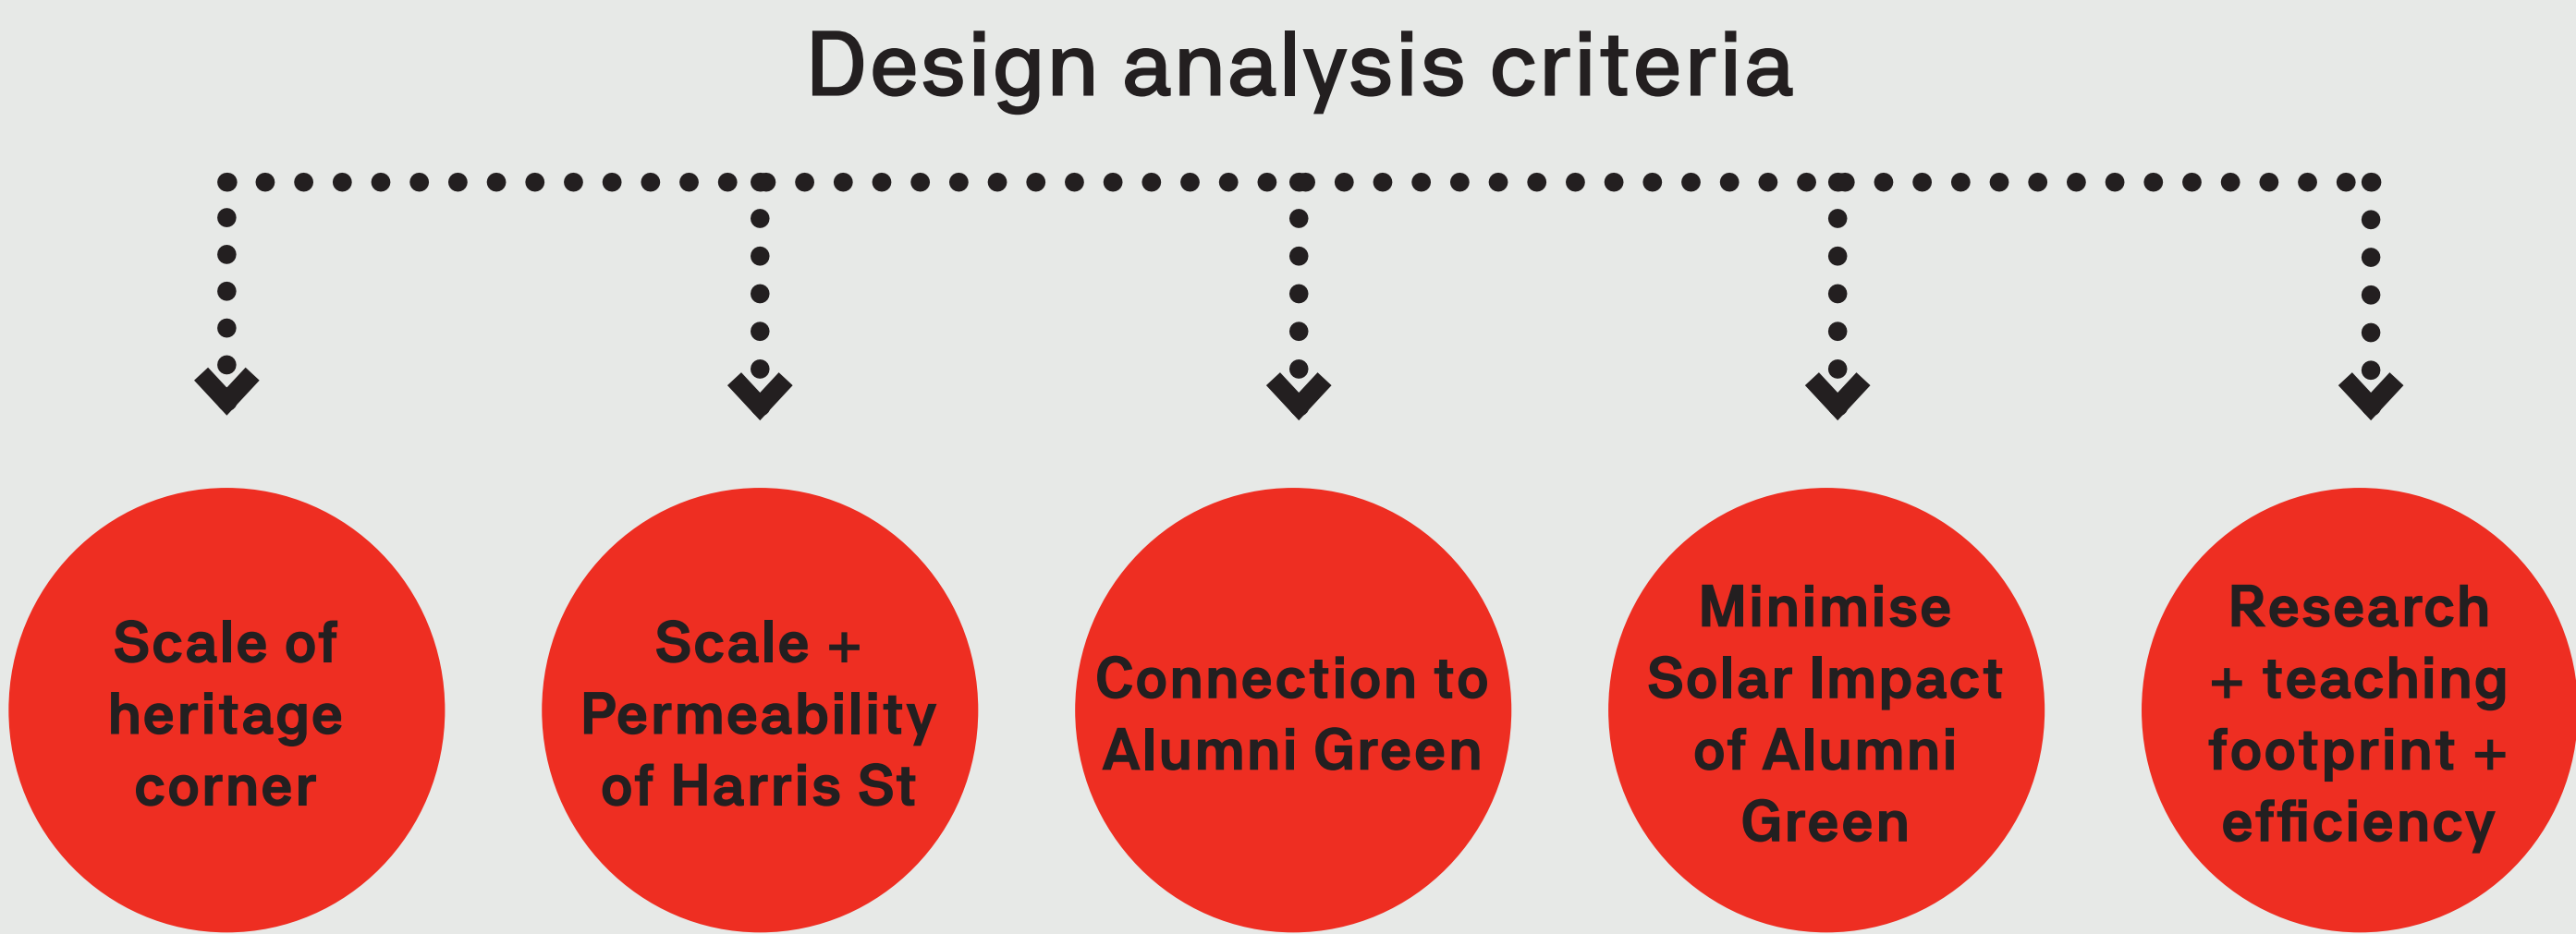 Design analysis criteria
Scale of
heritage
corner
Scale +
Permeability
of Harris St
Connection to
Alumni Green
Minimise
Solar Impact
of Alumni
Green
Research
+ teaching
footprint +
efficiency